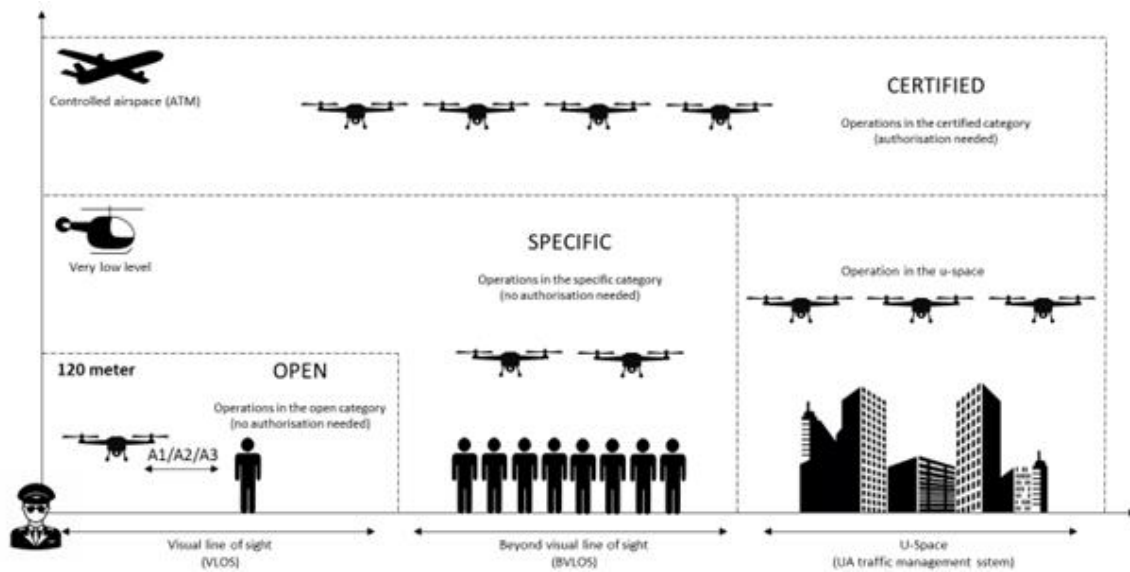 Controlled airspace (ATM)
CERTIFIED
Operations in the certified category
(authorisation needed)
Very low level
SPECIFIC
Operations in the specific category
(no authorisation needed)
Operation in the u-space
120 meter
OPEN
Operations in the open category
(no authorisation needed)
A1/A2/A3
Visual line of sight
(VLOS)
Beyond visual line of sight
(BVLOS)
U-Space
(UA traffic management sstem)